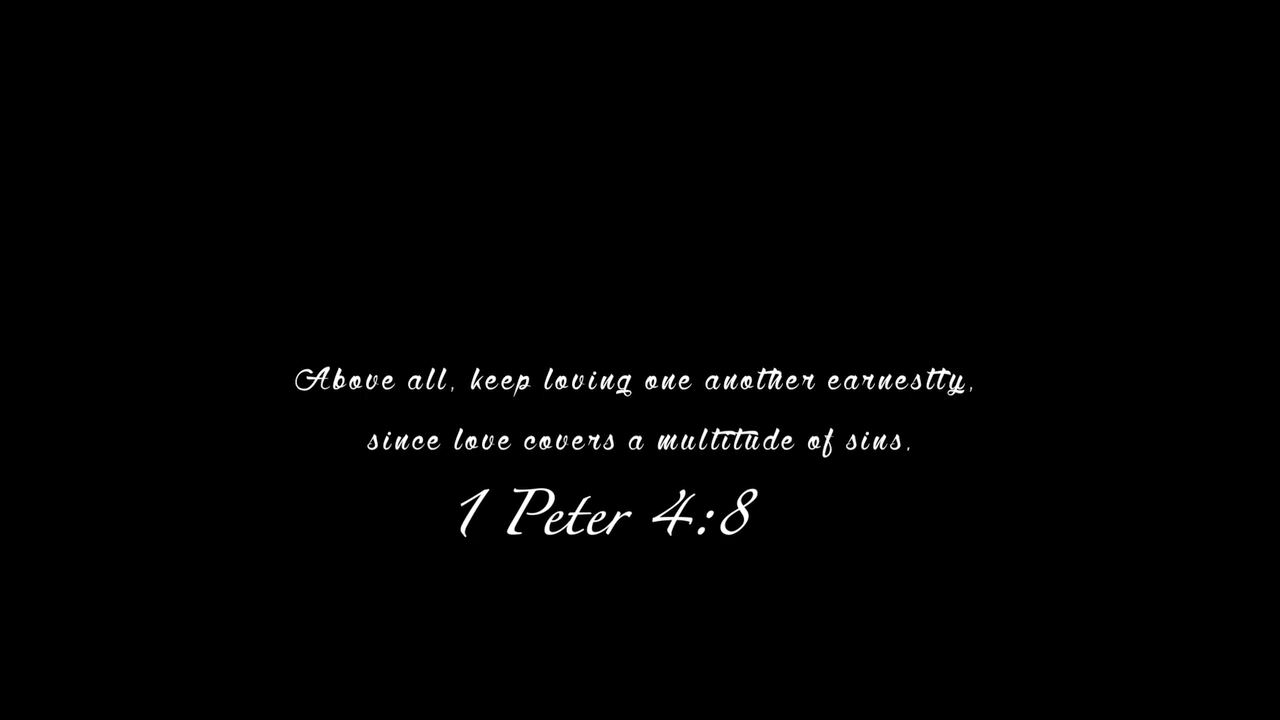 Above all, keep loving one another earnestly,
since love covers a multitude of sins,
1 Peter 4:8